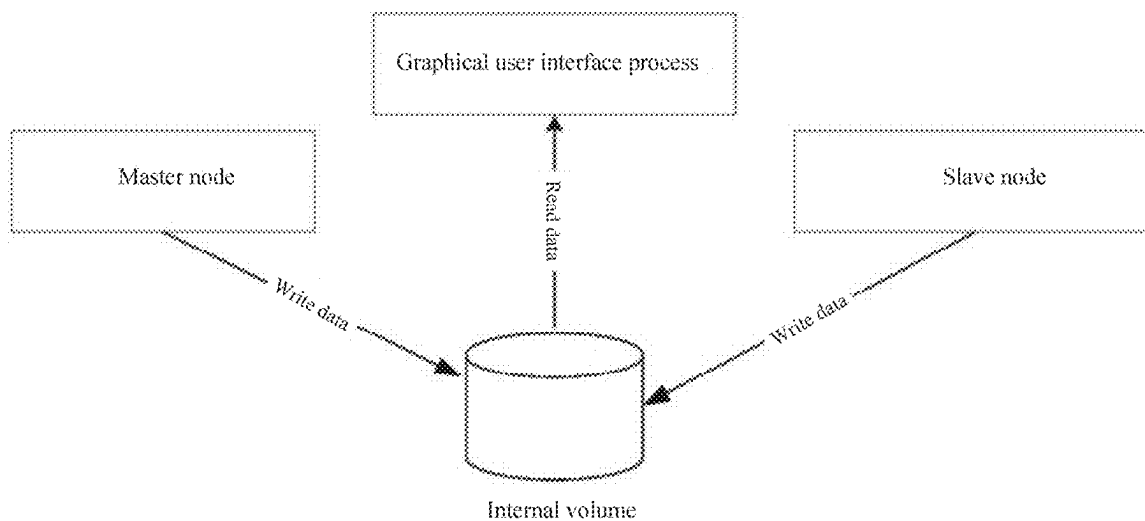 Graphical user interface process
Master node
Slave node
Read data
Write data
Write data
Internal volume